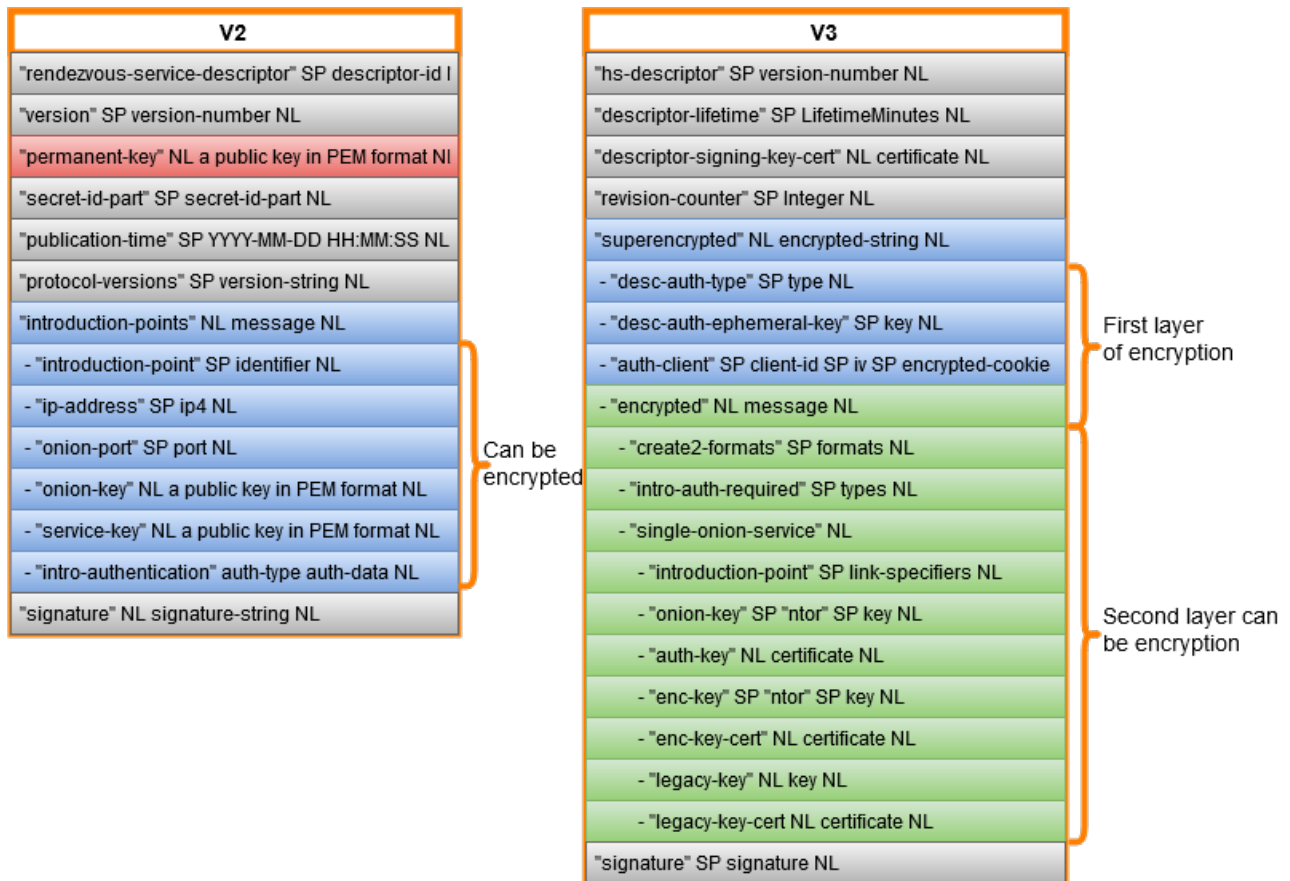 V2
"rendezvous-service-descriptor" SP descriptor-id
"version" SP version-number NL
"permanent-key" NL a public key in PEM format NL
"secret-id-part" SP secret-id-part NL
"publication-time" SP YYYY-MM-DD HH:MM:SS NL
"protocol-versions" SP version-string NL
"introduction-points" NL message NL
- "introduction-point" SP identifier NL
- "ip-address" SP ip4 NL
- "onion-port" SP port NL
- "onion-key" NL a public key in PEM format NL
- "service-key" NL a public key in PEM format NL
- "intro-authentication" auth-type auth-data NL
"signature" NL signature-string NL
Can be
encrypted
V3
"hs-descriptor" SP version-number NL
"descriptor-lifetime" SP LifetimeMinutes NL
"descriptor-signing-key-cert" NL certificate NL
"revision-counter" SP Integer NL
"superencrypted" NL encrypted-string NL
- "desc-auth-type" SP type NL
- "desc-auth-ephemeral-key" SP key NL
- "auth-client" SP client-id SP iv SP encrypted-cookie
- "encrypted" NL message NL
- "create2-formats" SP formats NL
- "intro-auth-required" SP types NL
- "single-onion-service" NL
- "introduction-point" SP link-specifiers NL
- "onion-key" SP "ntor" SP key NL
- "auth-key" NL certificate NL
- "enc-key" SP "ntor" SP key NL
- "enc-key-cert" NL certificate NL
- "legacy-key" NL key NL
- "legacy-key-cert NL certificate NL
"signature" SP signature NL
First layer
of encryption
Second layer can
be encryption